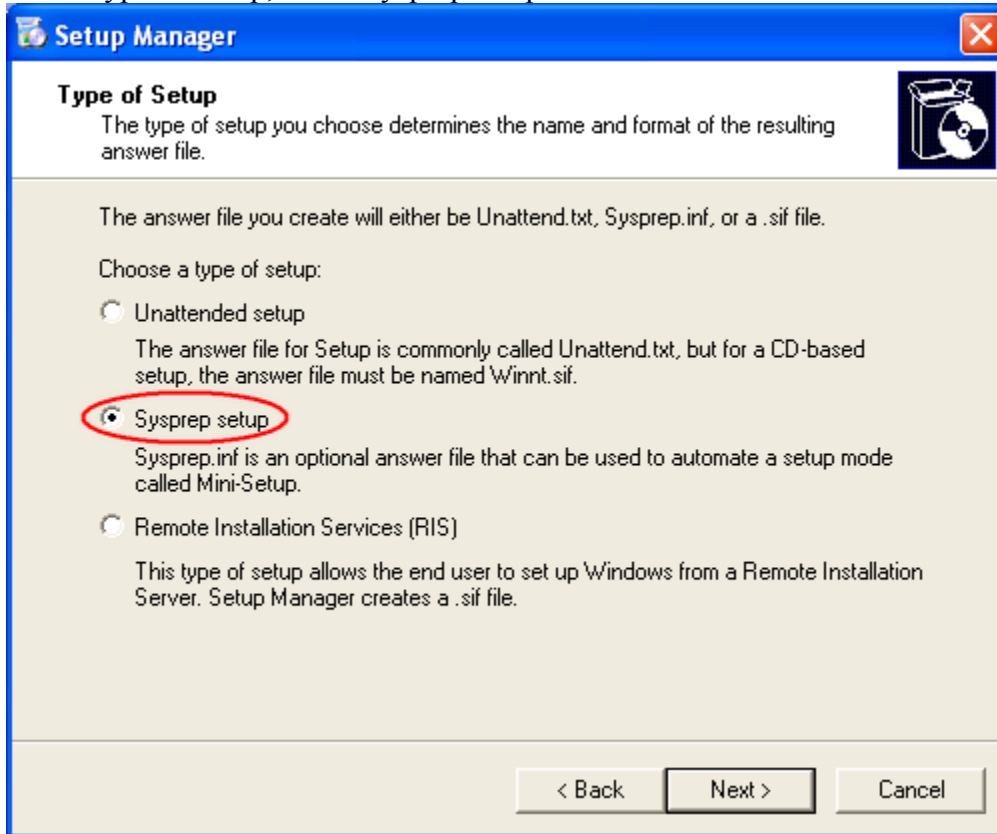 Setup Manager
Type of Setup
The type of setup you choose determines the name and format of the resulting
answer file.
The answer file you create will either be Unattend.txt, Sysprep.inf, or a .sif file.
Choose a type of setup:
Unattended setup
The answer file for Setup is commonly called Unattend.txt, but for a CD-based
setup, the answer file must be named Winnt.sif.
Sysprep setup
Sysprep.inf is an optional answer file that can be used to automate a setup mode
called Mini-Setup.
Remote Installation Services (RIS)
This type of setup allows the end user to set up Windows from a Remote Installation
Server. Setup Manager creates a .sif file.
< Back Next > Cancel